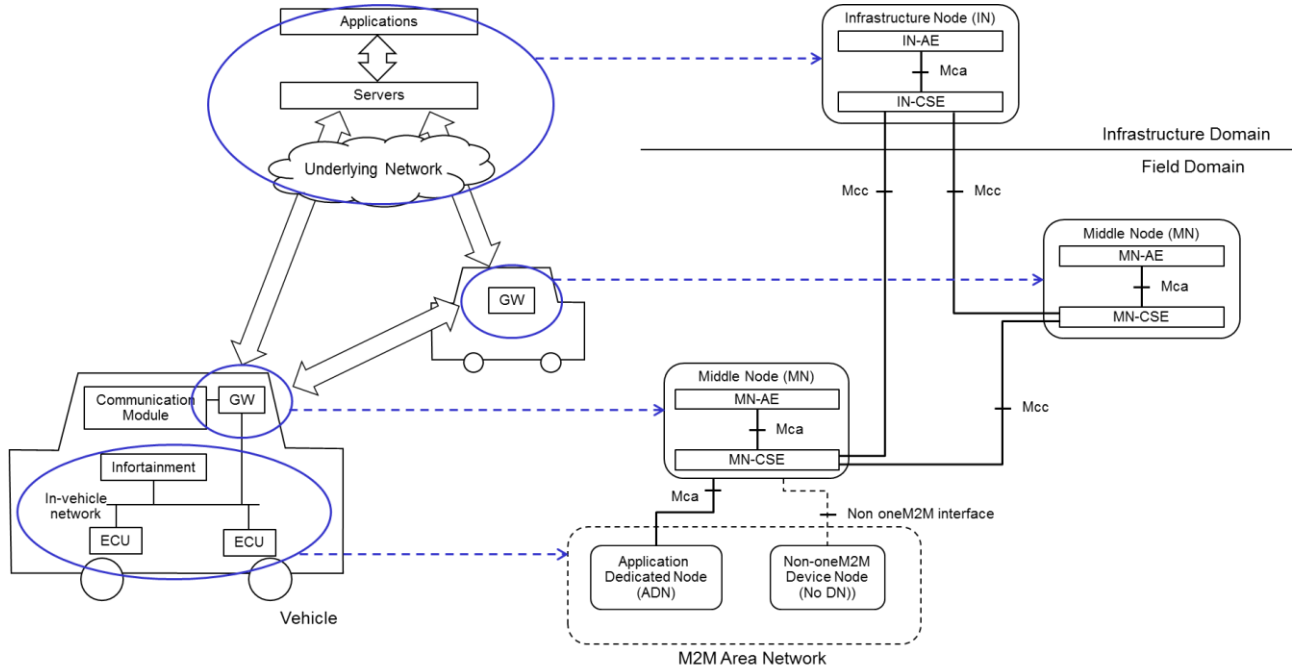 Applications
Servers
Underlying Network
GW
Communication
Module
GW
Infortainment
In-vehicle
network
ECU
ECU
Vehicle
Infrastructure Node (IN)
IN-AE
Mca
IN-CSE
Infrastructure Domain
Field Domain
Mcc
Mcc
Middle Node (MN)
MN-AE
Mca
MN-CSE
Middle Node (MN)
MN-AE
Mca
MN-CSE
Mcc
Mca
Non oneM2M interface
Application
Dedicated Node
(ADN)
Non-oneM2M
Device Node
(No DN))
M2M Area Network